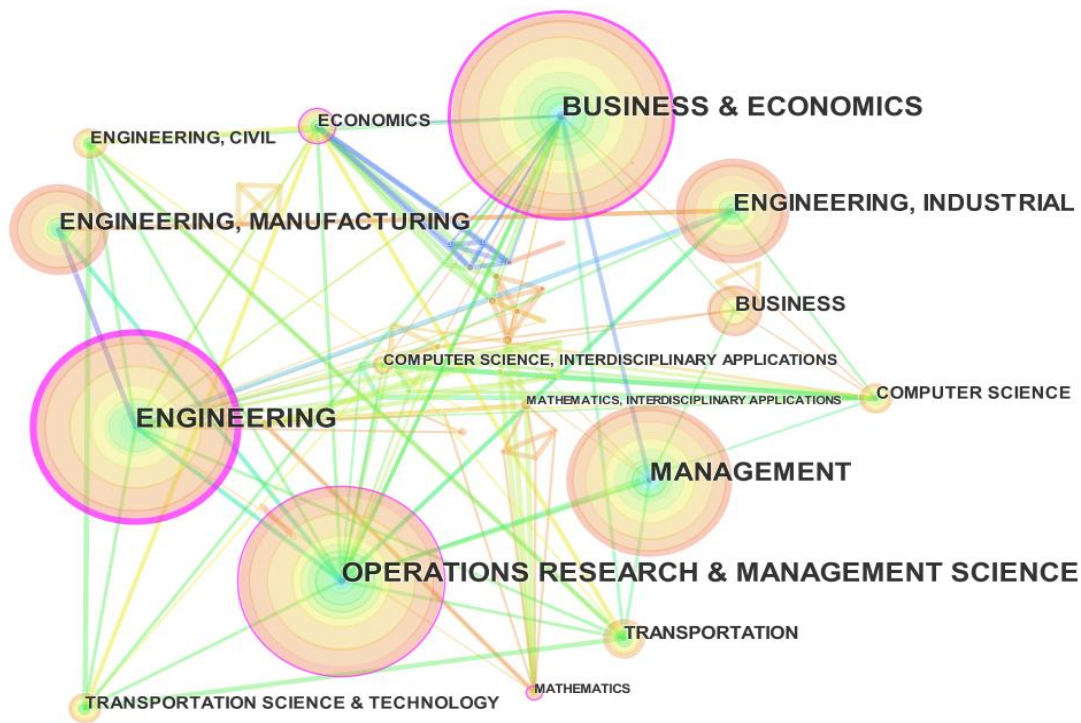 BUSINESS & ECONOMICS
ECONOMICS
ENGINEERING, CIVIL
ENGINEERING, INDUSTRIAL
ENGINEERING, MANUFACTURING
BUSINESS
COMPUTER SCIENCE, INTERDISCIPLINARY APPLICATIONS
COMPUTER SCIENCE
MATHEMATICS, INTERDISCIPLINARY APPLICATIONS
ENGINEERING
MANAGEMENT
OPERATIONS RESEARCH & MANAGEMENT SCIENCE
TRANSPORTATION
MATHEMATICS
TRANSPORTATION SCIENCE & TECHNOLOGY